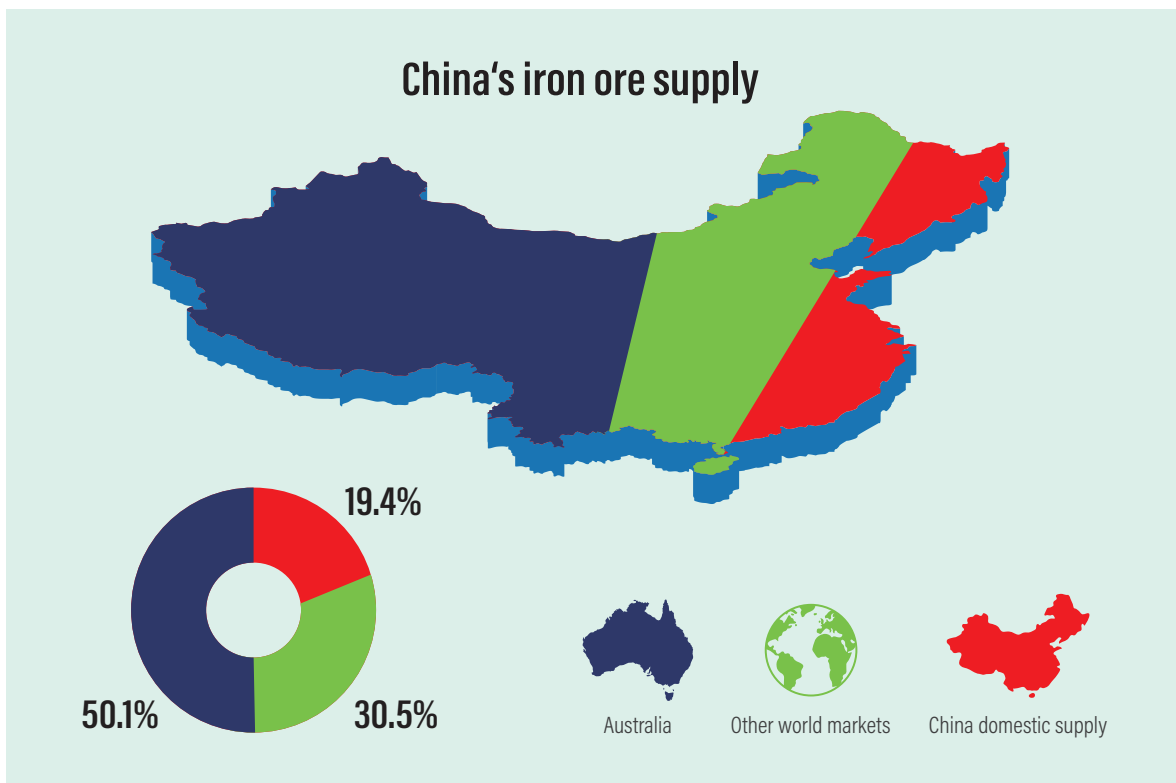 China‘s iron ore supply
19.4%
50.1%
30.5%
Australia
Other world markets
China domestic supply